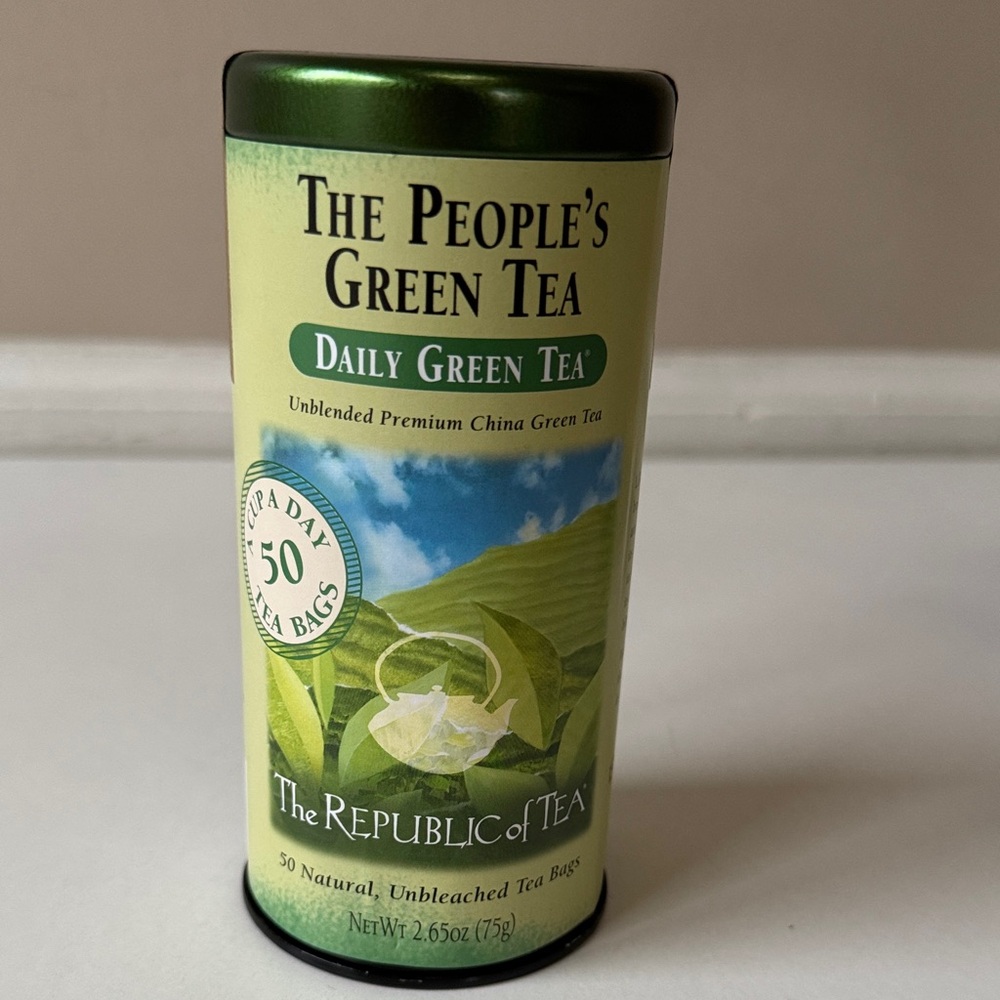 THE PEOPLE'S
GREEN TEA
DAILY GREEN TEA®
Unblended Premium China Green Tea
A CUP A DAY
50
TEA BAGS
The REPUBLIC of TEA®
50 Natural, Unbleached Tea Bags
NETWT 2.65OZ (75g)